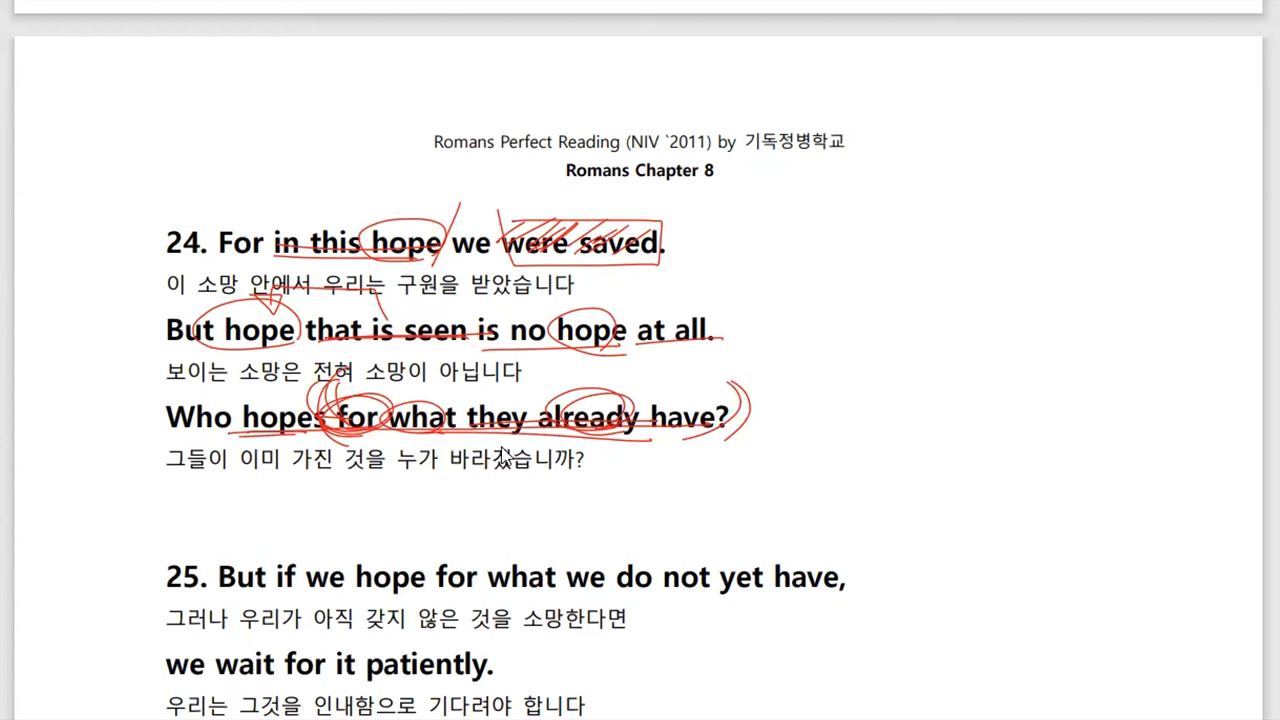 Romans Perfect Reading (NIV `2011) by 기독정병학교
Romans Chapter 8
24. For in this hope we were saved.
이 소망 안에서 우리는 구원을 받았습니다
But hope that is seen is no hope at all.
보이는 소망은 전혀 소망이 아닙니다
Who hopes for what they already have?
그들이 이미 가진 것을 누가 바라겠습니까?
25. But if we hope for what we do not yet have,
그러나 우리가 아직 갖지 않은 것을 소망한다면
we wait for it patiently.
우리는 그것을 인내함으로 기다려야 합니다